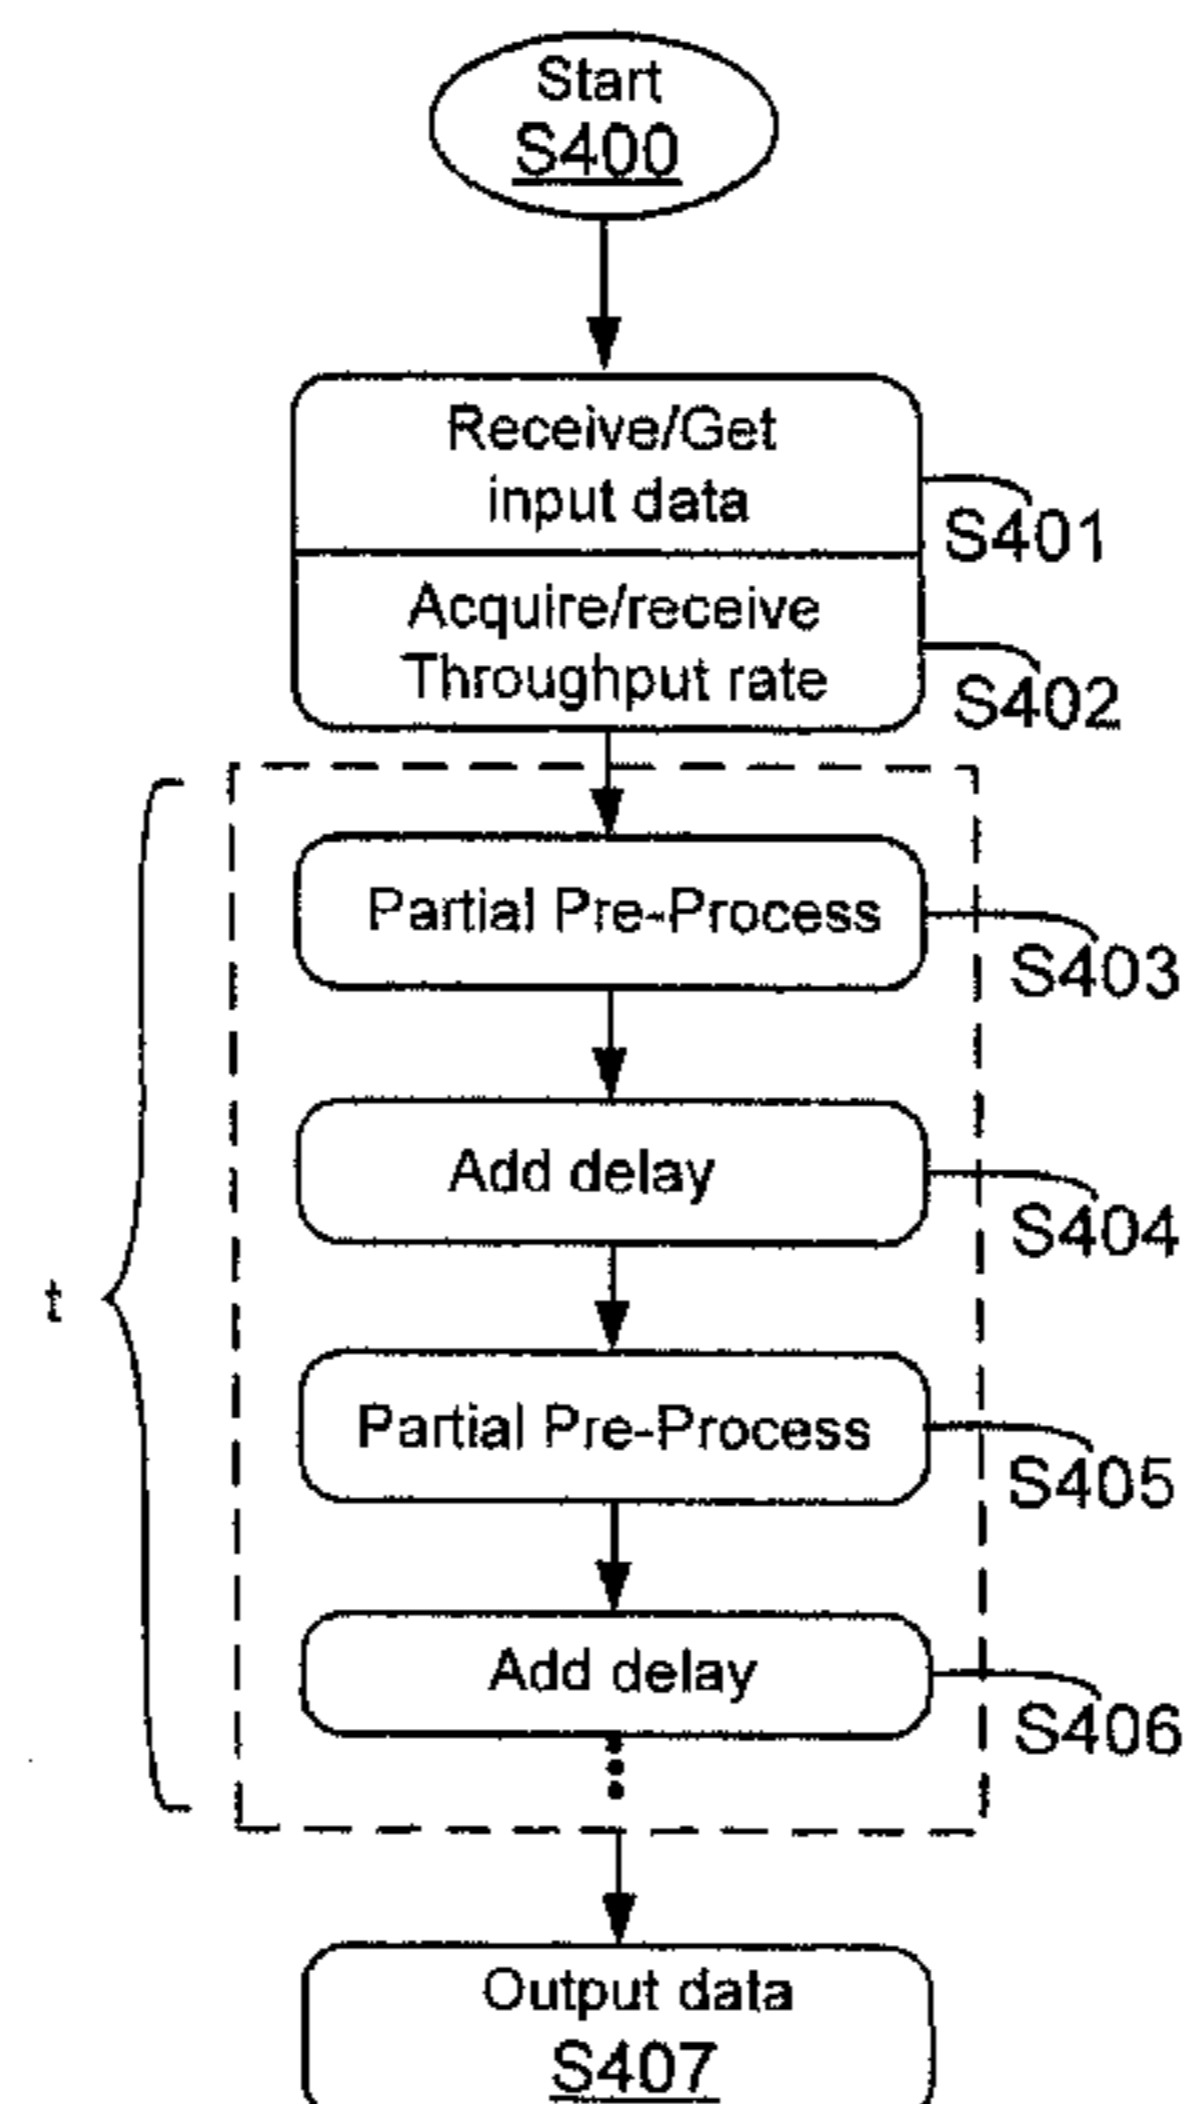 Start
S400
Receive/Get
input data
S401
Acquire/receive
Throughput rate
S402
Partial Pre-Process
S403
Add delay
S404
t
Partial Pre-Process
S405
Add delay
S406
Output data
S407